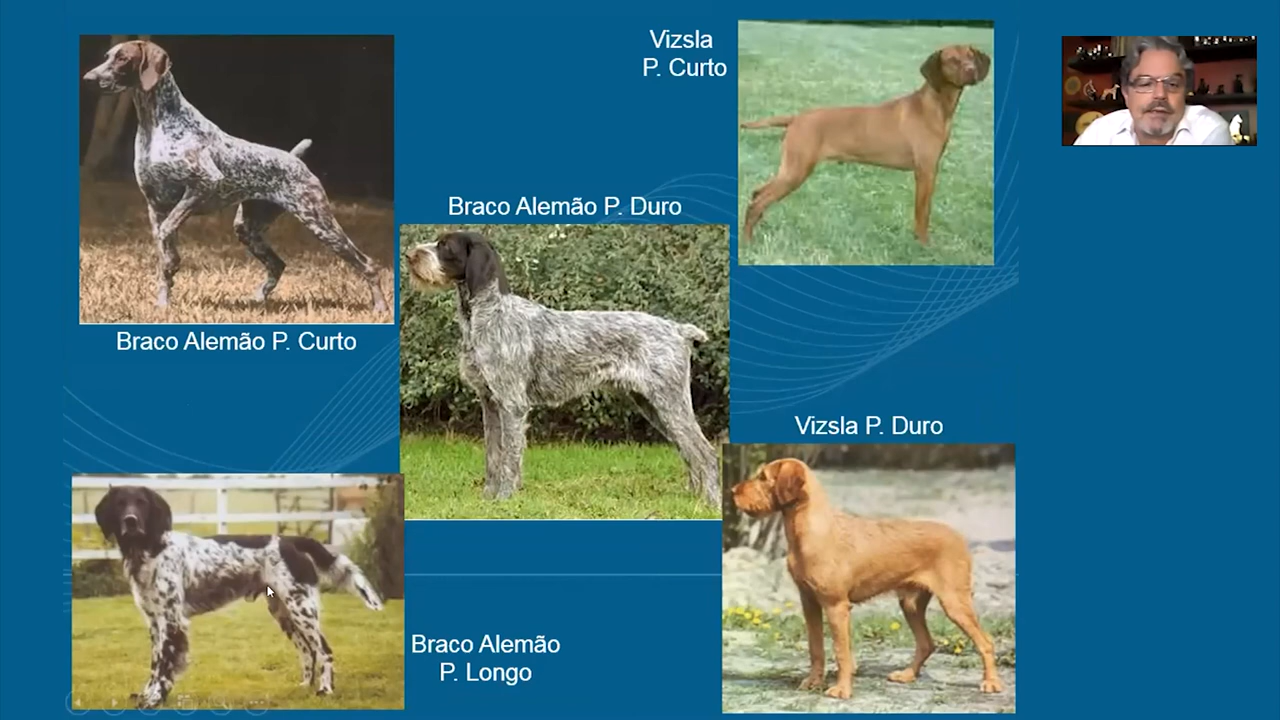 Vizsla
P. Curto
Braco Alemão P. Duro
Braco Alemão P. Curto
Vizsla P. Duro
Braco Alemão
P. Longo